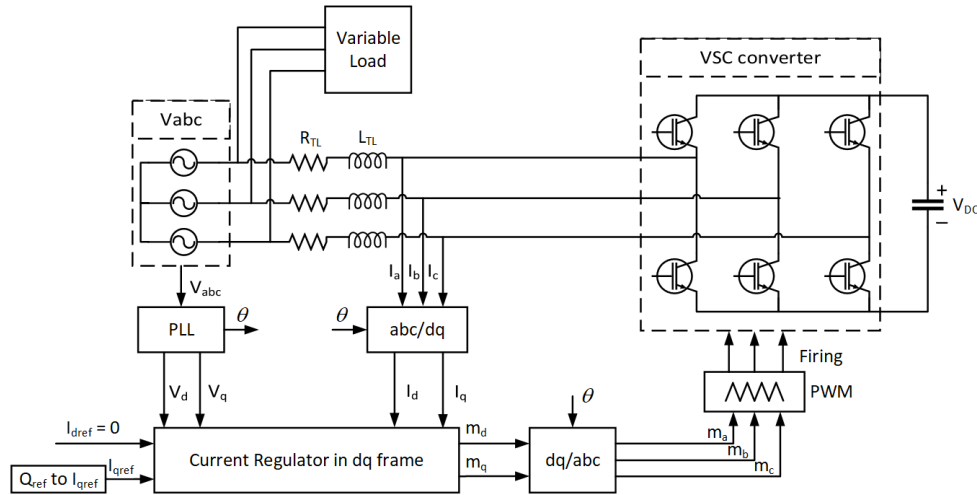 Variable
Load
VSC converter
Vabc
R_TL
L_TL
+
V_DC
−
I_a
I_b
I_c
V_abc
θ
θ
PLL
abc/dq
Firing
PWM
V_d
V_q
I_d
I_q
θ
I_dref = 0
m_d
m_a
m_b
m_c
Current Regulator in dq frame
dq/abc
Q_ref to I_qref
I_qref
m_q